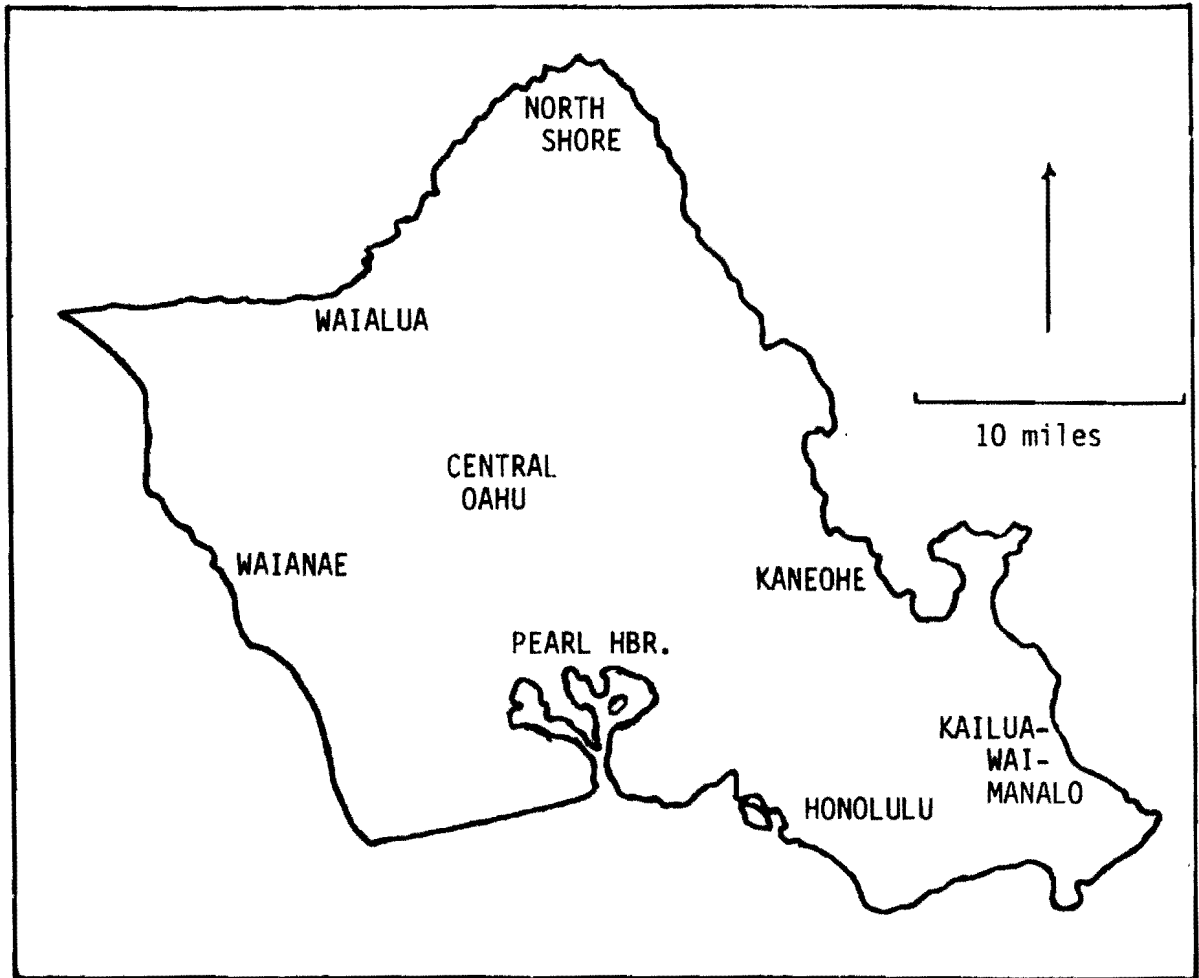 NORTH
SHORE
WAIALUA
10 miles
CENTRAL
OAHU
WAIANAE
KANEOHE
PEARL HBR.
KAILUA-
WAI-
MANALO
HONOLULU